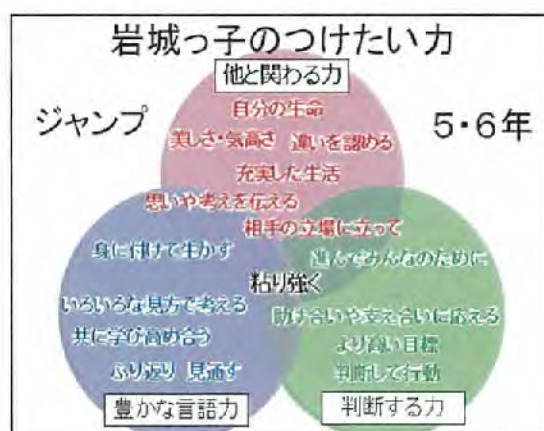 岩城っ子のつけたい力
他と関わる力
ジャンプ
5・6年
自分の生命
美しさ・気高さ 違いを認める
充実した生活
思いや考えを伝える
相手の立場に立って
身に付けて生かす
進んでみんなのために
粘り強く
いろいろな見方で考える
助け合いや支え合いに応える
共に学び高め合う
より高い目標
ふり返り 見通す
判断して行動
豊かな言語力
判断する力